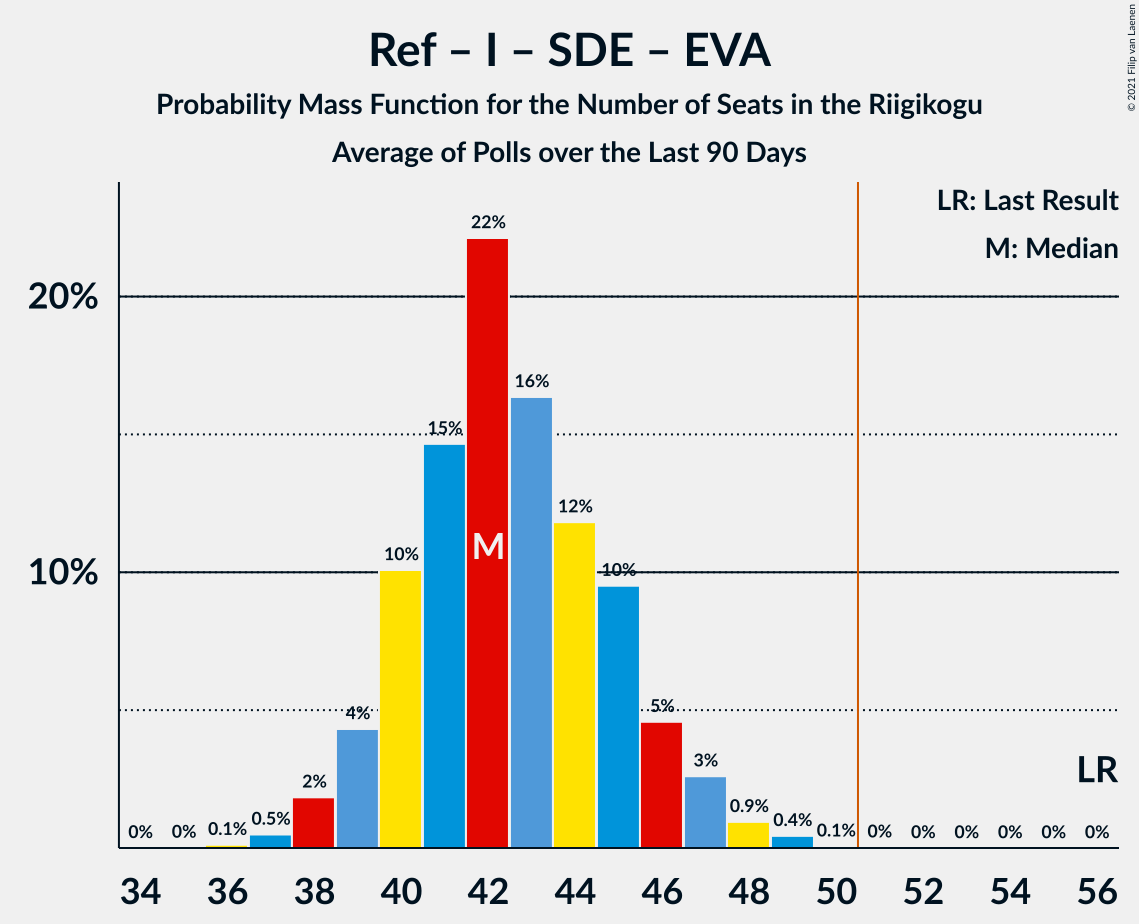 Ref – I – SDE – EVA
Probability Mass Function for the Number of Seats in the Riigikogu
Average of Polls over the Last 90 Days
© 2021 Filip van Laenen
LR: Last Result
M: Median
20%
10%
0%
0%
0.1%
0.5%
2%
4%
10%
15%
22%
16%
12%
10%
5%
3%
0.9%
0.4%
0.1%
0%
0%
0%
0%
0%
0%
M
LR
34 36 38 40 42 44 46 48 50 52 54 56